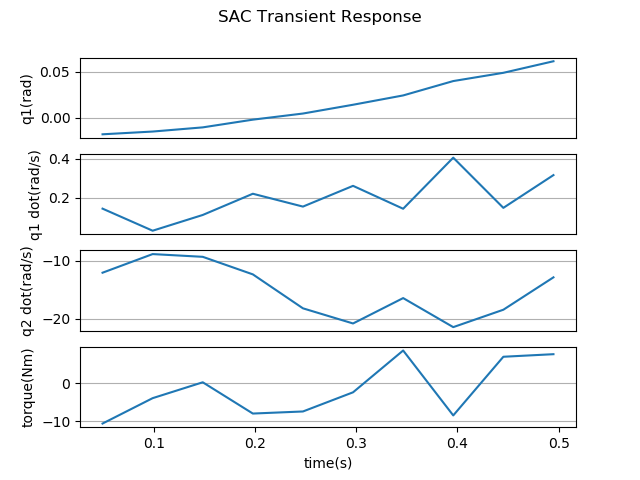 SAC Transient Response
q1(rad)
0.05
0.00
q1 dot(rad/s)
0.4
0.2
q2 dot(rad/s)
−10
−20
torque(Nm)
0
−10
0.1 0.2 0.3 0.4 0.5
time(s)